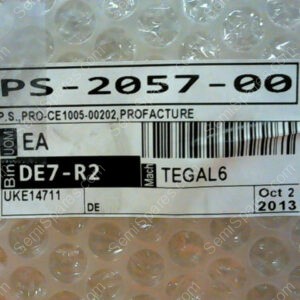 PS-2057-00
P.S.,PRO-CE1005-00202,PROFACTURE
UOM EA
Bin DE7-R2 Mach TEGAL6
UKE14711 DE Oct 2
2013